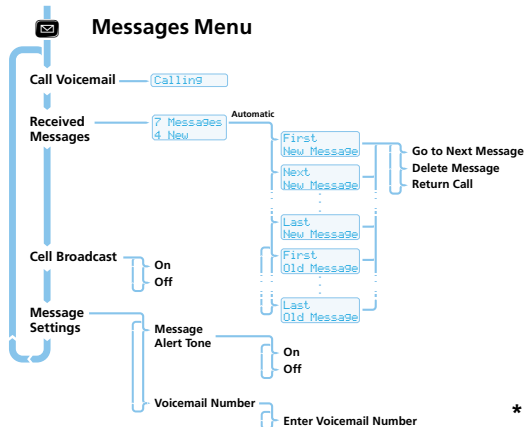 Messages Menu
Call Voicemail
Calling
Received
Messages
7 Messages
4 New
Automatic
First
New Message
Next
New Message
Last
New Message
First
Old Message
Last
Old Message
Go to Next Message
Delete Message
Return Call
Cell Broadcast
On
Off
Message
Settings
Message
Alert Tone
On
Off
Voicemail Number
Enter Voicemail Number
*